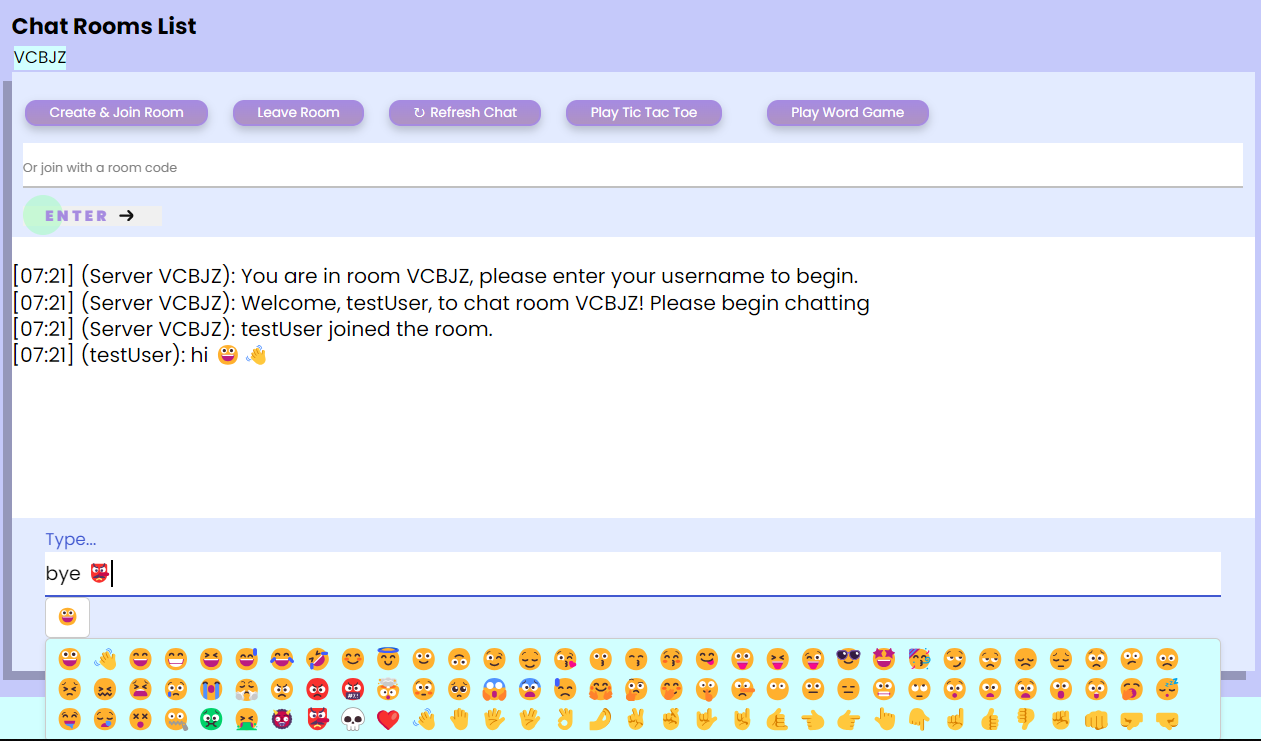 Chat Rooms List
VCBJZ
Create & Join Room Leave Room ↻ Refresh Chat Play Tic Tac Toe Play Word Game
Or join with a room code
ENTER →
[07:21] (Server VCBJZ): You are in room VCBJZ, please enter your username to begin.
[07:21] (Server VCBJZ): Welcome, testUser, to chat room VCBJZ! Please begin chatting
[07:21] (Server VCBJZ): testUser joined the room.
[07:21] (testUser): hi 😀 👋
Type...
bye 👺